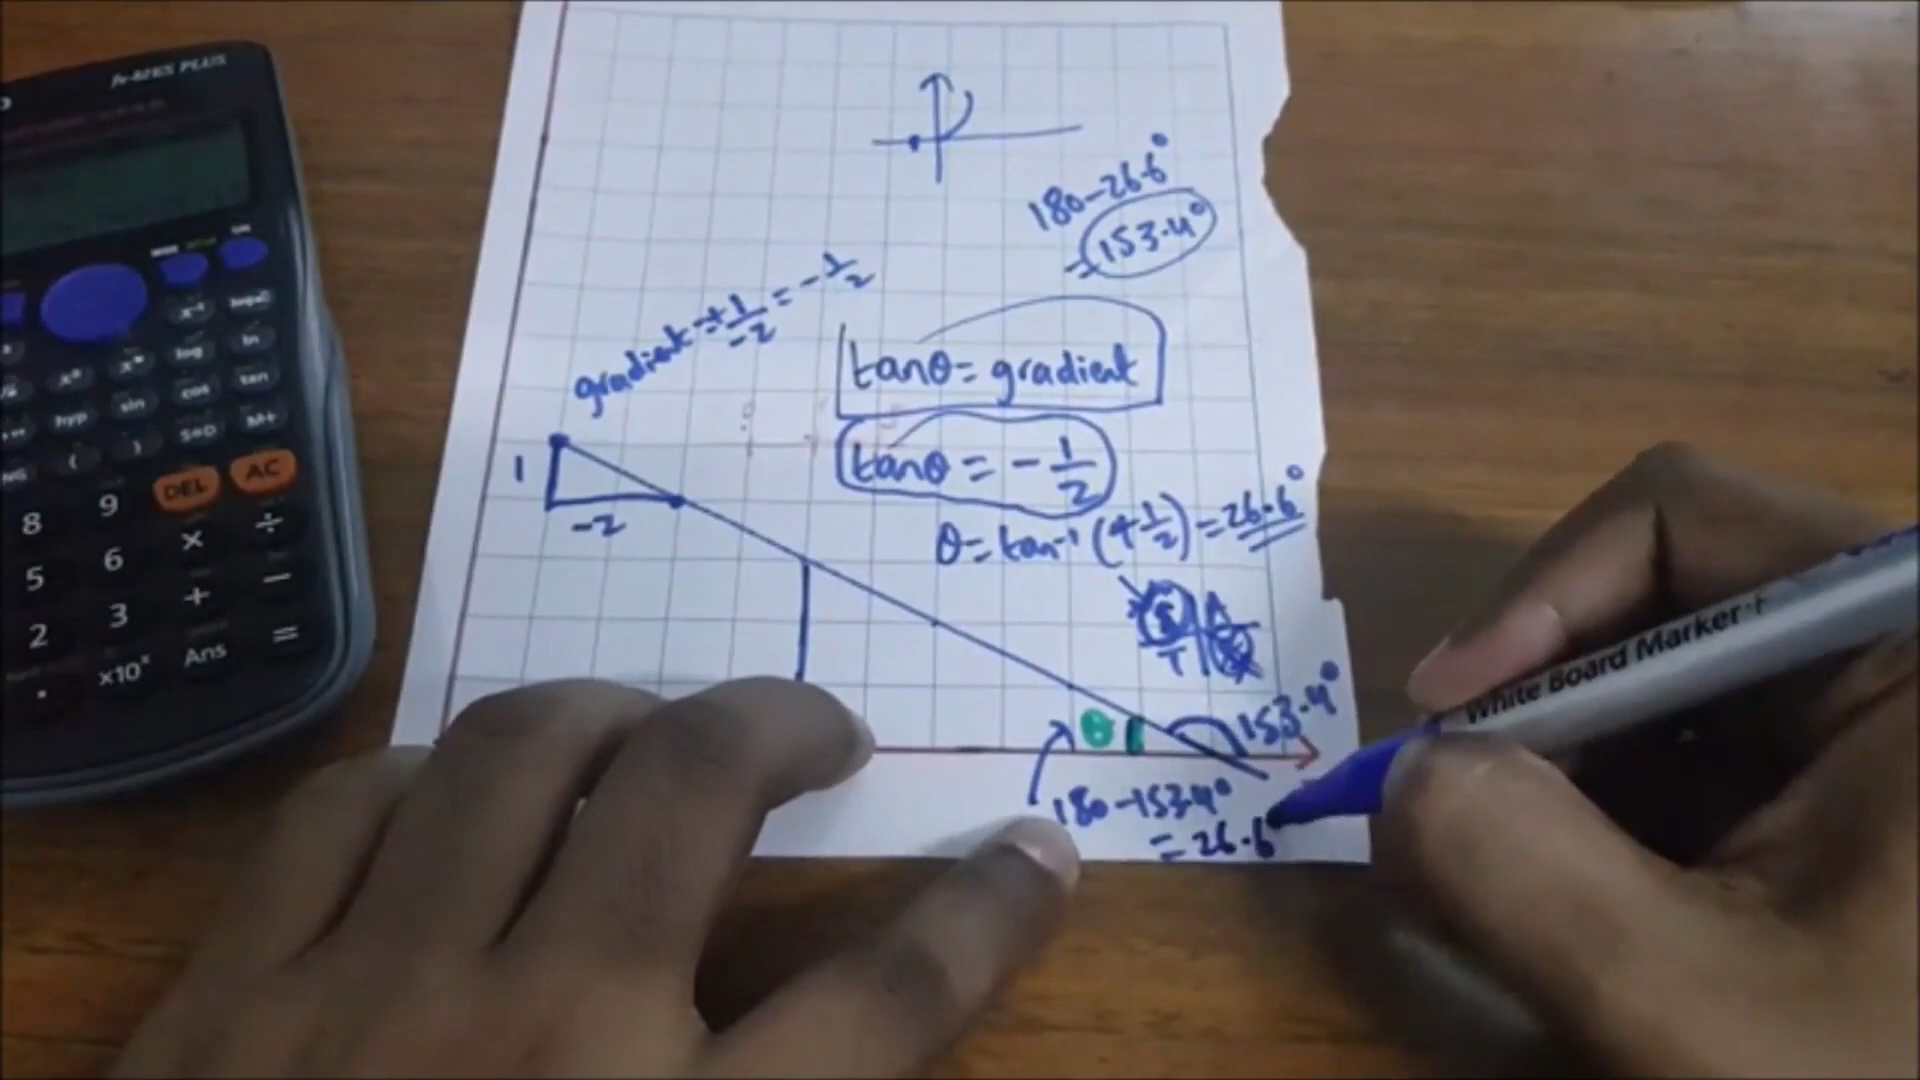 fx-82ES PLUS
180-26.6°
=153.4°
gradient = +1/-2 = -1/2
tanθ= gradient
tanθ = -1/2
θ= tan⁻¹ (+1/2) = 26.6°
1
-2
S A
T
θ
153.4°
180-153.4°
= 26.6
White Board Marker
x⁻¹
log
ln
hyp sin cos tan
( ) S⇔D M+
8 9 DEL AC
5 6 × ÷
2 3 + −
. ×10ˣ Ans =